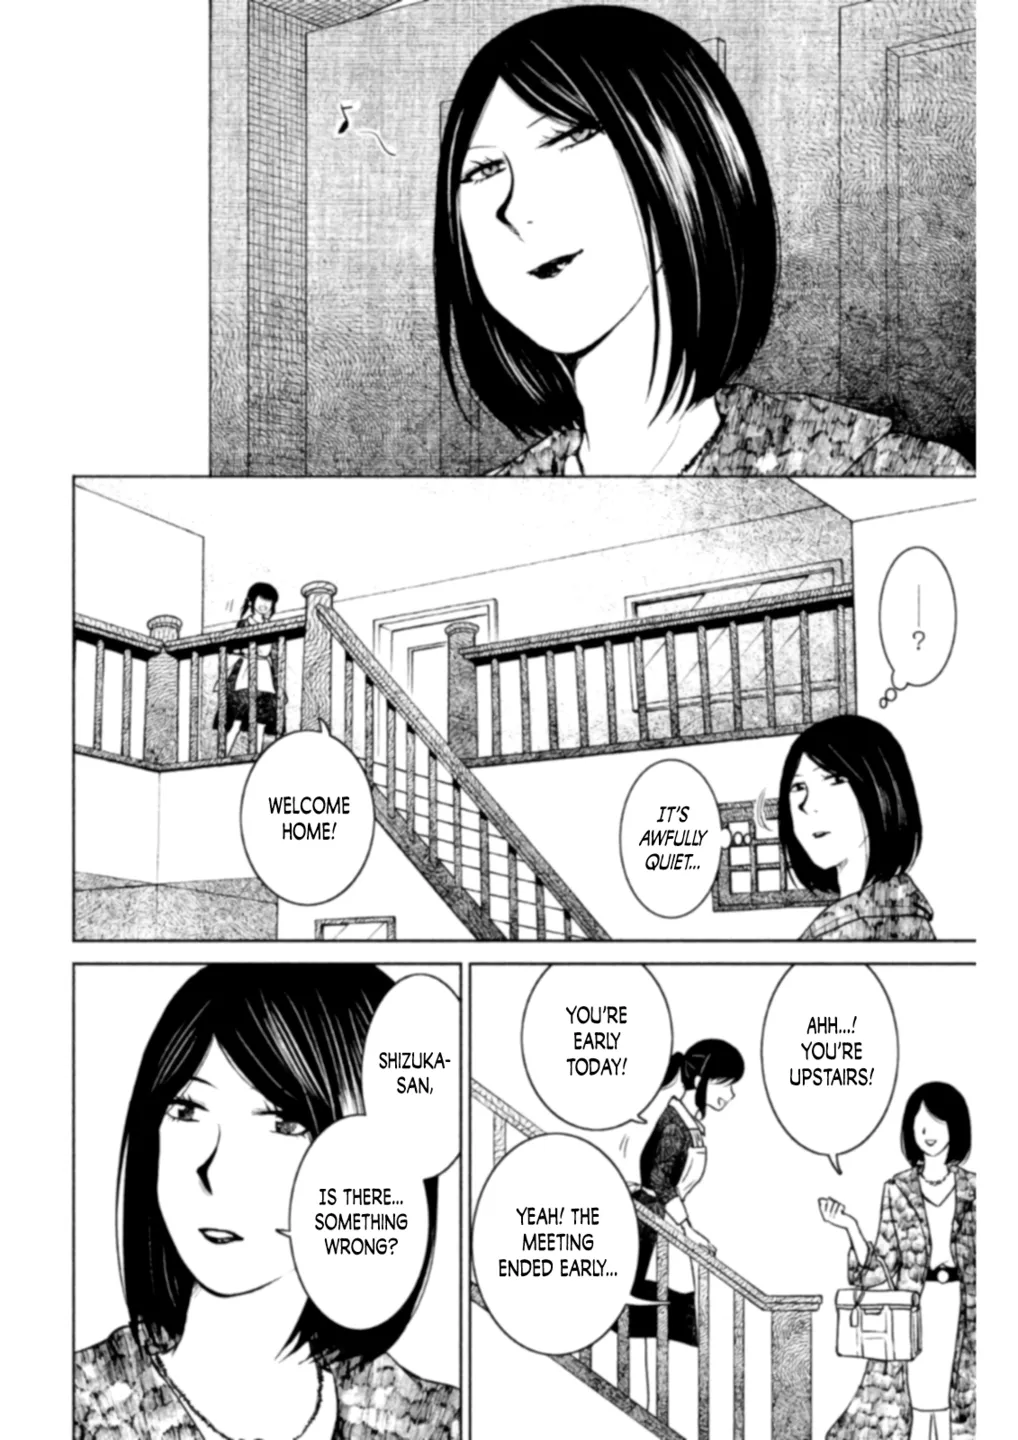 ?
IT'S
AWFULLY
QUIET...
WELCOME
HOME!
AHH...!
YOU'RE
UPSTAIRS!
YOU'RE
EARLY
TODAY!
YEAH! THE
MEETING
ENDED EARLY...
SHIZUKA-
SAN,
IS THERE...
SOMETHING
WRONG?